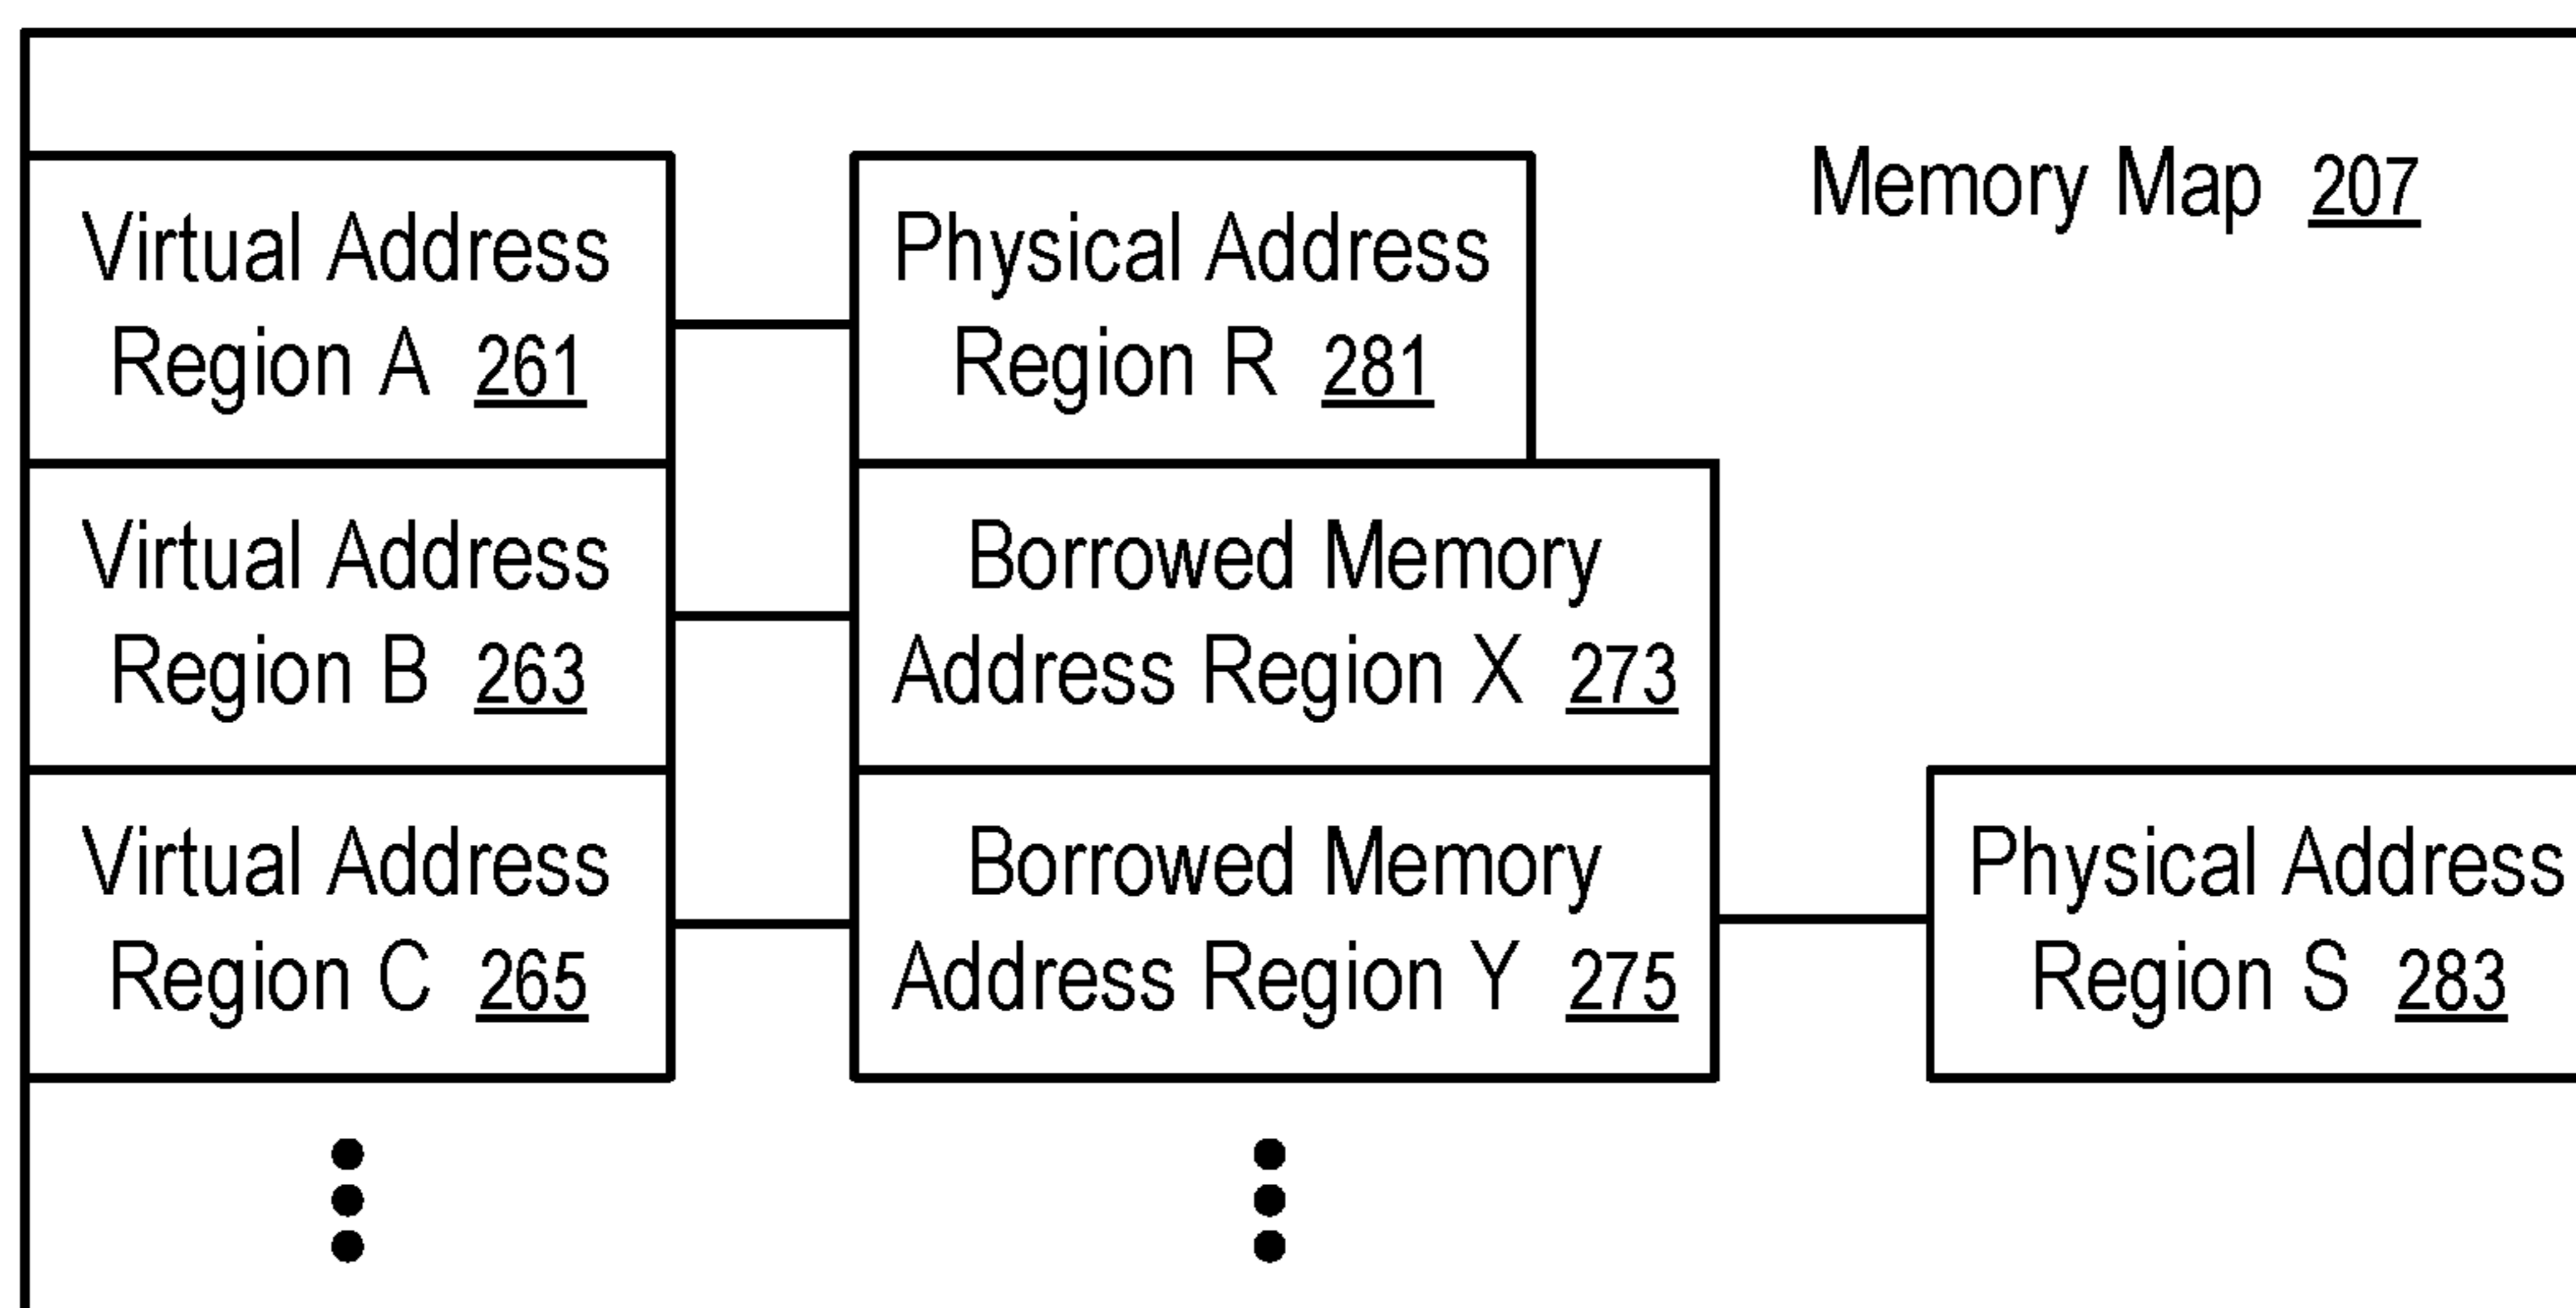 Memory Map 207
Virtual Address
Region A 261
Physical Address
Region R 281
Virtual Address
Region B 263
Borrowed Memory
Address Region X 273
Virtual Address
Region C 265
Borrowed Memory
Address Region Y 275
Physical Address
Region S 283